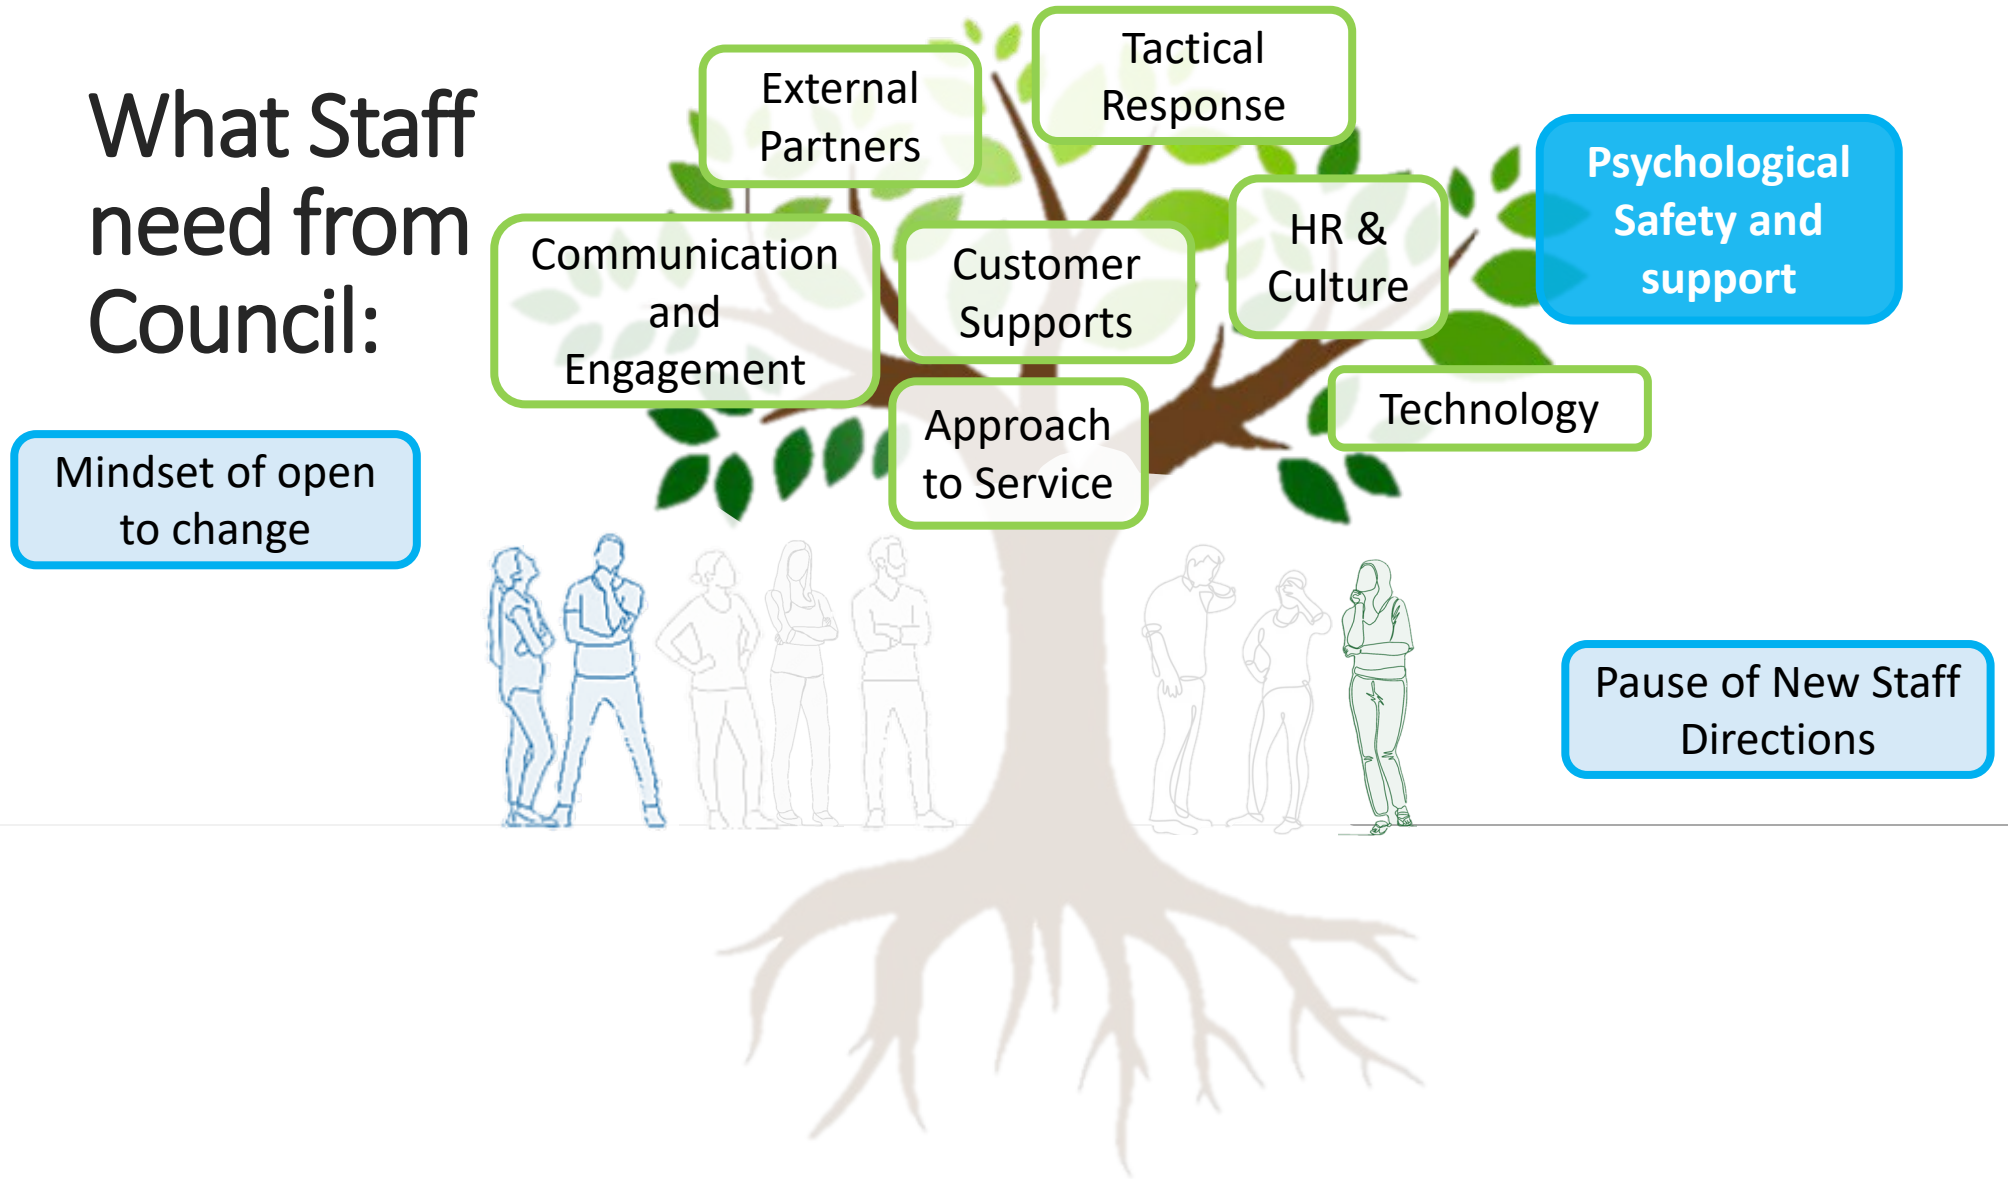 What Staff
need from
Council:
External
Partners
Tactical
Response
Psychological
Safety and
support
Communication
and
Engagement
Customer
Supports
HR &
Culture
Technology
Approach
to Service
Mindset of open
to change
Pause of New Staff
Directions